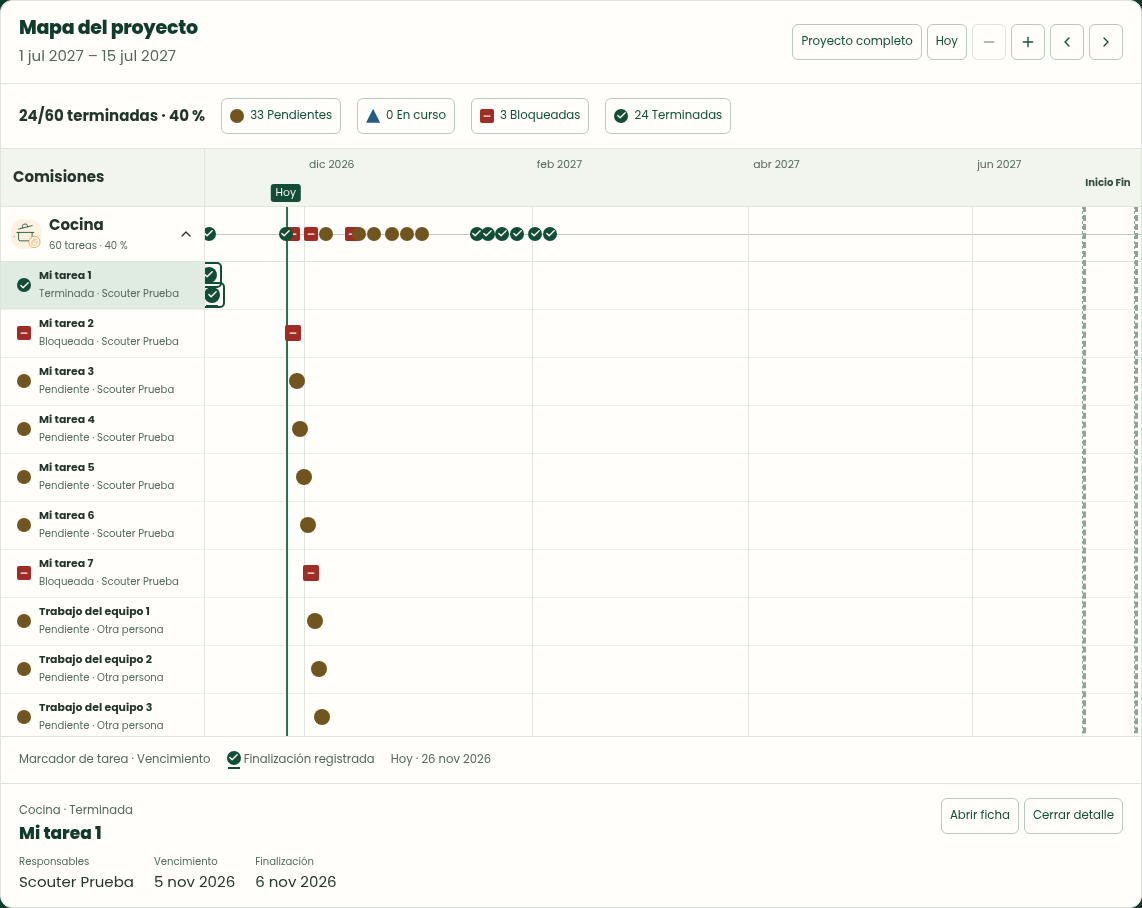 Mapa del proyecto
1 jul 2027 – 15 jul 2027
Proyecto completo
Hoy
24/60 terminadas · 40 %
33 Pendientes
0 En curso
3 Bloqueadas
24 Terminadas
Comisiones
dic 2026
feb 2027
abr 2027
jun 2027
Hoy
Inicio Fin
Cocina
60 tareas · 40 %
Mi tarea 1
Terminada · Scouter Prueba
Mi tarea 2
Bloqueada · Scouter Prueba
Mi tarea 3
Pendiente · Scouter Prueba
Mi tarea 4
Pendiente · Scouter Prueba
Mi tarea 5
Pendiente · Scouter Prueba
Mi tarea 6
Pendiente · Scouter Prueba
Mi tarea 7
Bloqueada · Scouter Prueba
Trabajo del equipo 1
Pendiente · Otra persona
Trabajo del equipo 2
Pendiente · Otra persona
Trabajo del equipo 3
Pendiente · Otra persona
Marcador de tarea · Vencimiento
Finalización registrada
Hoy · 26 nov 2026
Cocina · Terminada
Mi tarea 1
Abrir ficha
Cerrar detalle
Responsables
Scouter Prueba
Vencimiento
5 nov 2026
Finalización
6 nov 2026